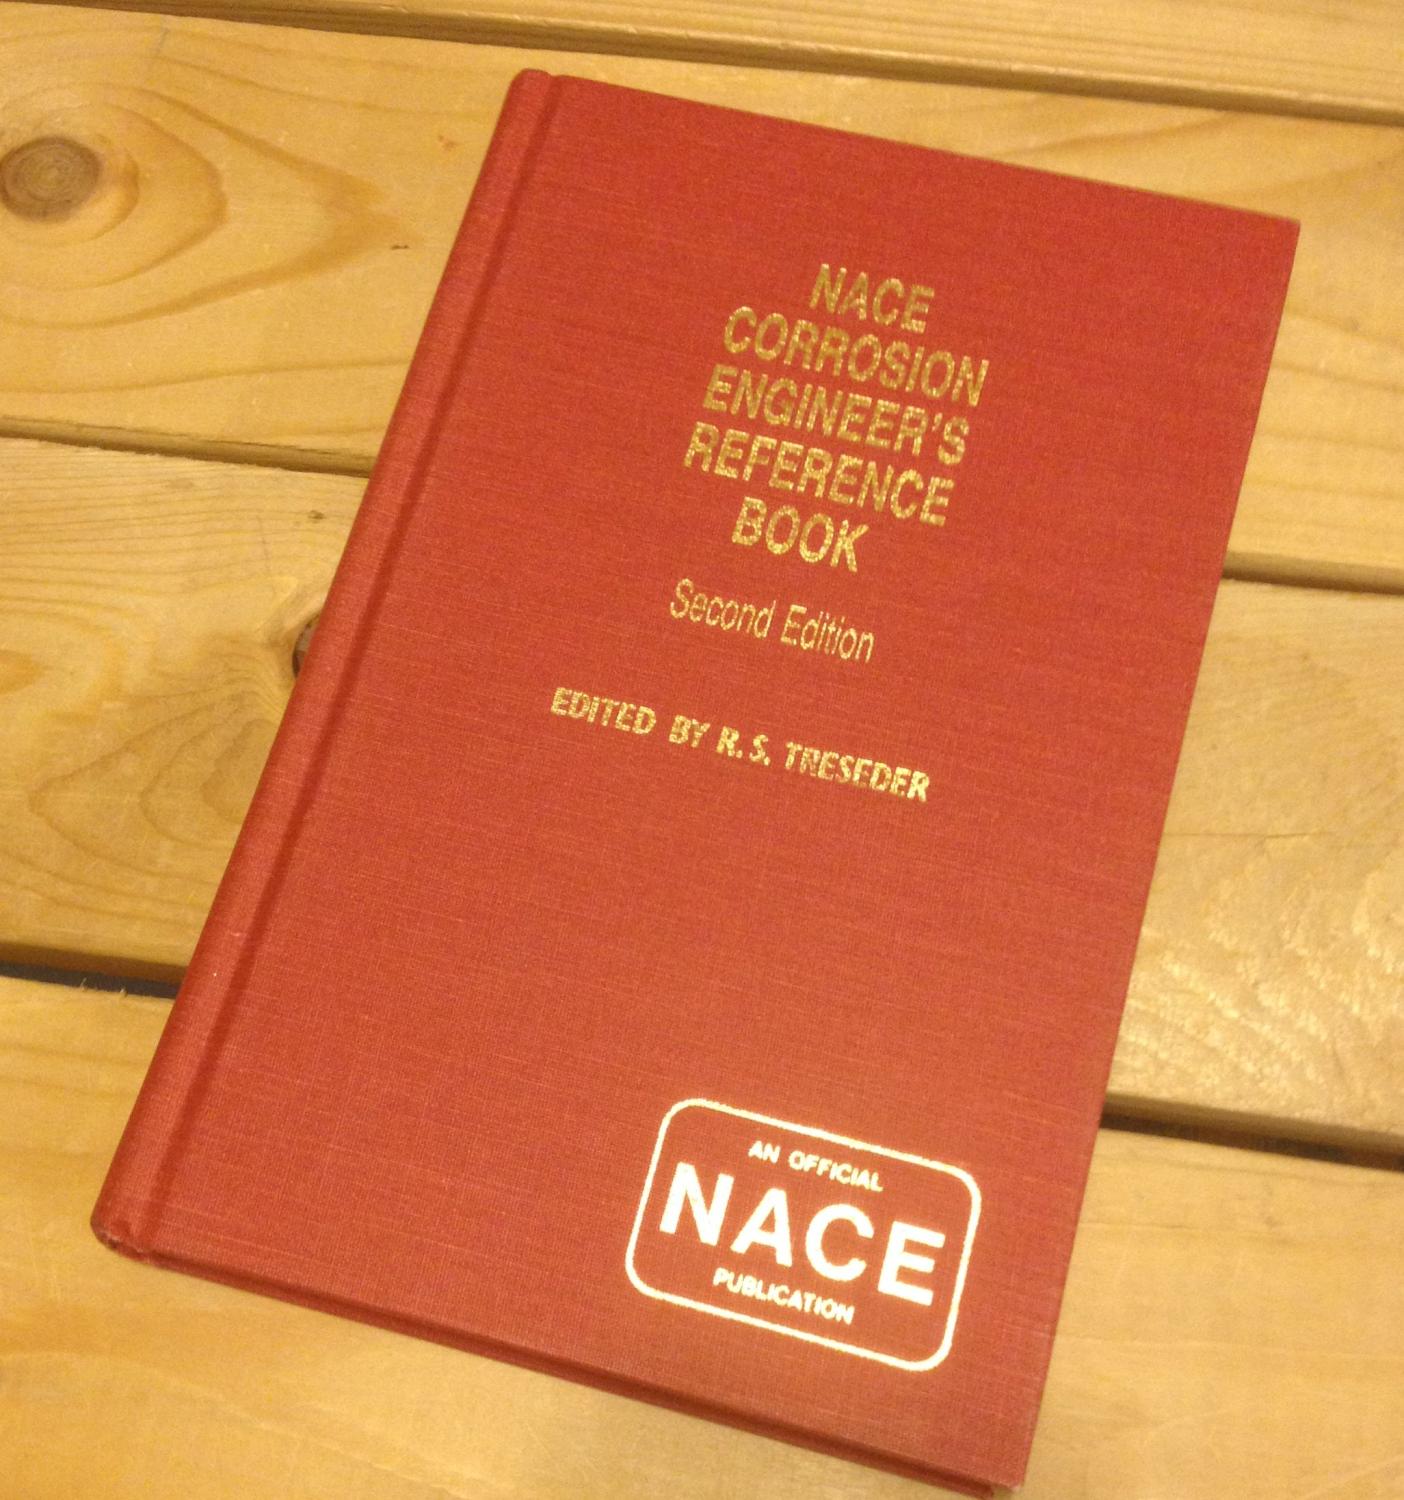 NACE
CORROSION
ENGINEER'S
REFERENCE
BOOK
Second Edition
EDITED BY R. S. TRESEDER
AN OFFICIAL
NACE
PUBLICATION